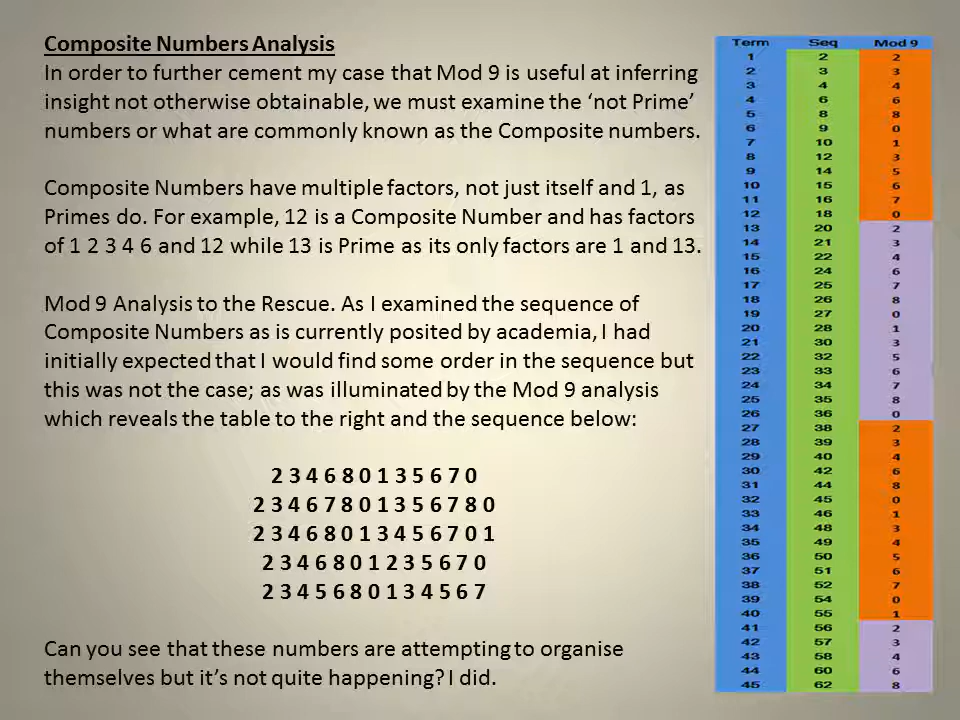 Composite Numbers Analysis
In order to further cement my case that Mod 9 is useful at inferring
insight not otherwise obtainable, we must examine the ‘not Prime’
numbers or what are commonly known as the Composite numbers.
Composite Numbers have multiple factors, not just itself and 1, as
Primes do. For example, 12 is a Composite Number and has factors
of 1 2 3 4 6 and 12 while 13 is Prime as its only factors are 1 and 13.
Mod 9 Analysis to the Rescue. As I examined the sequence of
Composite Numbers as is currently posited by academia, I had
initially expected that I would find some order in the sequence but
this was not the case; as was illuminated by the Mod 9 analysis
which reveals the table to the right and the sequence below:
2 3 4 6 8 0 1 3 5 6 7 0
2 3 4 6 7 8 0 1 3 5 6 7 8 0
2 3 4 6 8 0 1 3 4 5 6 7 0 1
2 3 4 6 8 0 1 2 3 5 6 7 0
2 3 4 5 6 8 0 1 3 4 5 6 7
Can you see that these numbers are attempting to organise
themselves but it’s not quite happening? I did.
Term Seq Mod 9
1 2 2
2 3 3
3 4 4
4 6 6
5 8 8
6 9 0
7 10 1
8 12 3
9 14 5
10 15 6
11 16 7
12 18 0
13 20 2
14 21 3
15 22 4
16 24 6
17 25 7
18 26 8
19 27 0
20 28 1
21 30 3
22 32 5
23 33 6
24 34 7
25 35 8
26 36 0
27 38 2
28 39 3
29 40 4
30 42 6
31 44 8
32 45 0
33 46 1
34 48 3
35 49 4
36 50 5
37 51 6
38 52 7
39 54 0
40 55 1
41 56 2
42 57 3
43 58 4
44 60 6
45 62 8